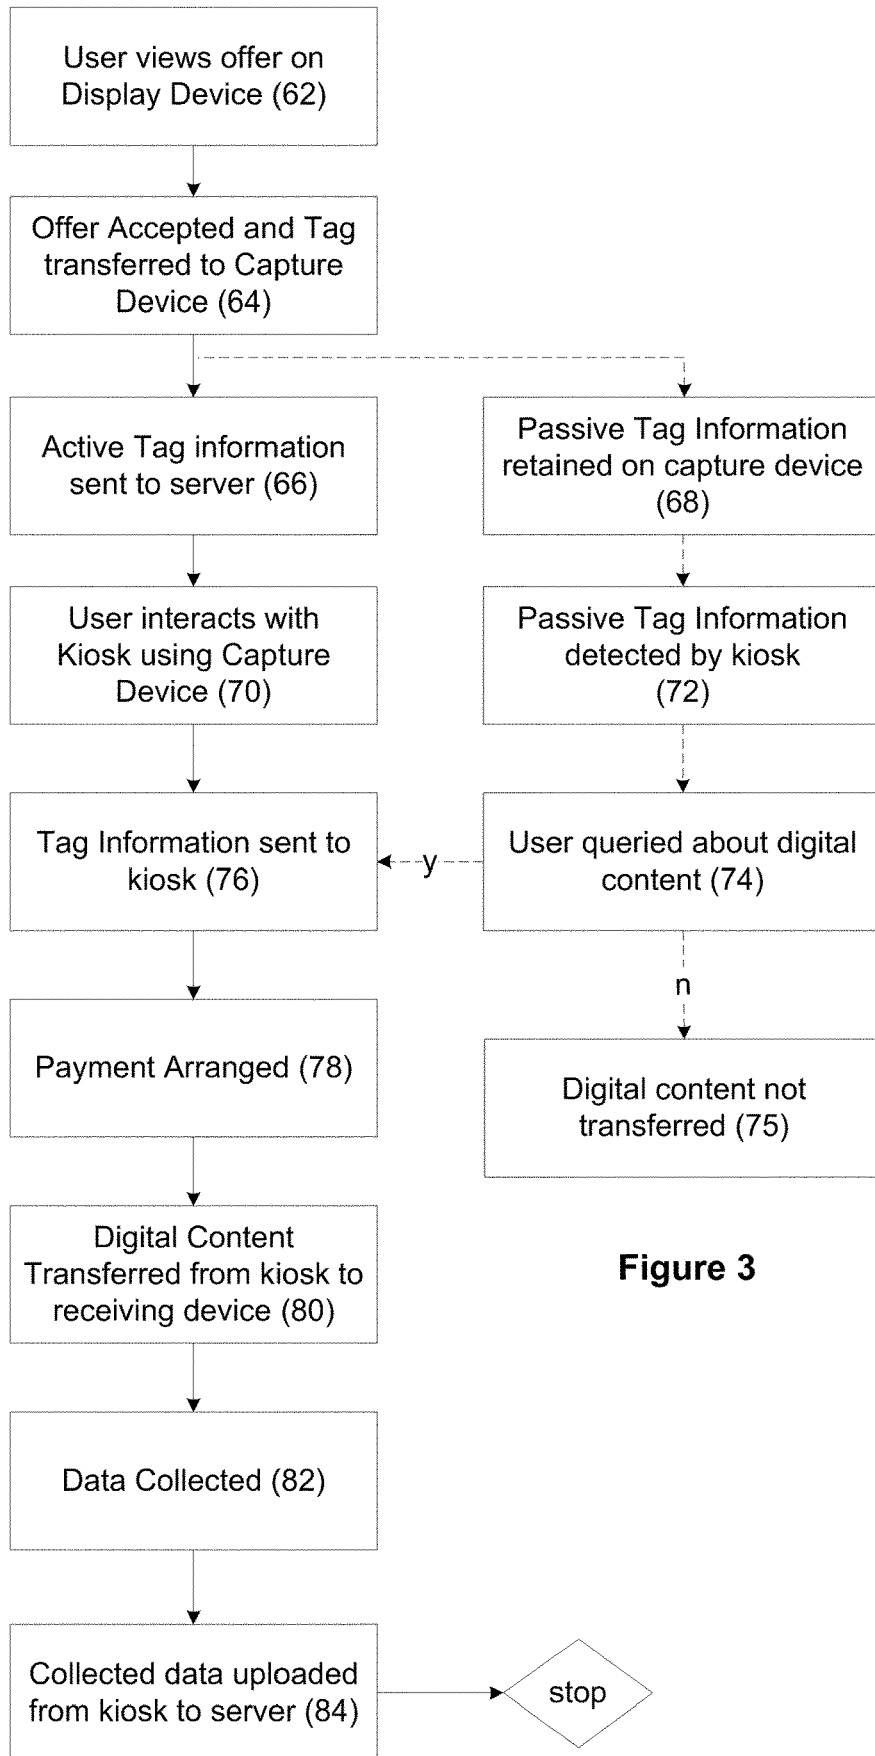 User views offer on
Display Device (62)
Offer Accepted and Tag
transferred to Capture
Device (64)
Active Tag information
sent to server (66)
Passive Tag Information
retained on capture device
(68)
User interacts with
Kiosk using Capture
Device (70)
Passive Tag Information
detected by kiosk
(72)
Tag Information sent to
kiosk (76)
y
User queried about digital
content (74)
n
Payment Arranged (78)
Digital content not
transferred (75)
Digital Content
Transferred from kiosk to
receiving device (80)
Figure 3
Data Collected (82)
Collected data uploaded
from kiosk to server (84)
stop